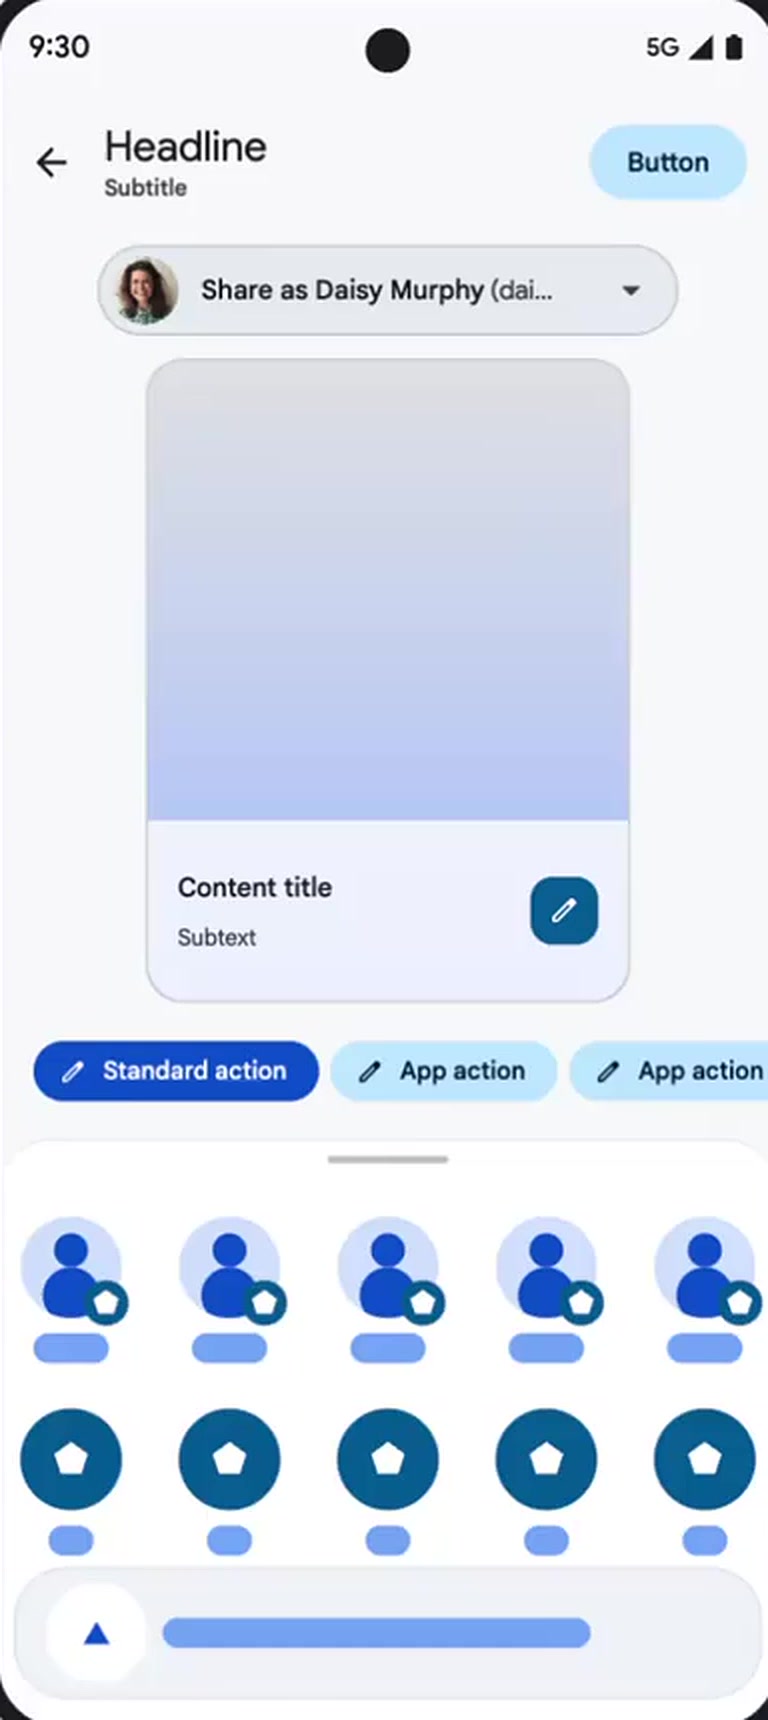 9:30
5G
Headline
Subtitle
Button
Share as Daisy Murphy (dai...
Content title
Subtext
Standard action
App action
App action